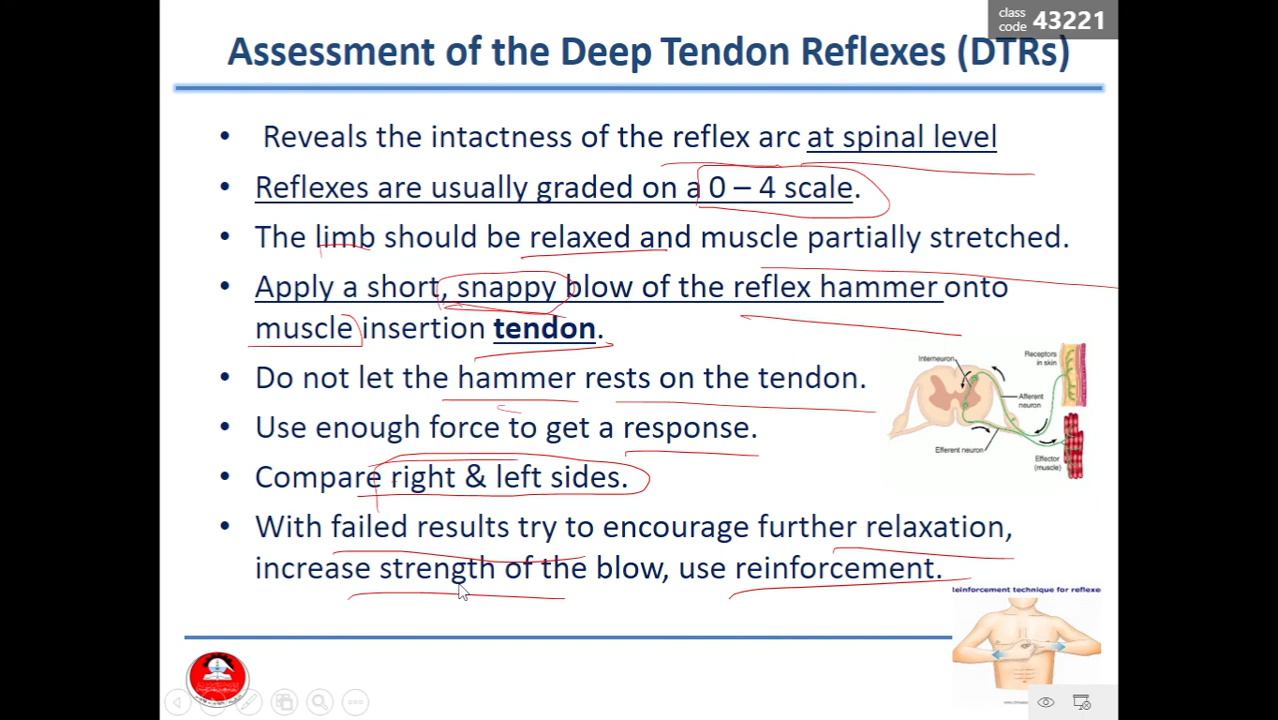 class
code 43221
Assessment of the Deep Tendon Reflexes (DTRs)
• Reveals the intactness of the reflex arc at spinal level
• Reflexes are usually graded on a 0 – 4 scale.
• The limb should be relaxed and muscle partially stretched.
• Apply a short, snappy blow of the reflex hammer onto
muscle insertion tendon.
• Do not let the hammer rests on the tendon.
• Use enough force to get a response.
• Compare right & left sides.
• With failed results try to encourage further relaxation,
increase strength of the blow, use reinforcement.
Interneuron
Receptors
in skin
Afferent
neuron
Efferent neuron
Effector
(muscle)
einforcement technique for reflexe